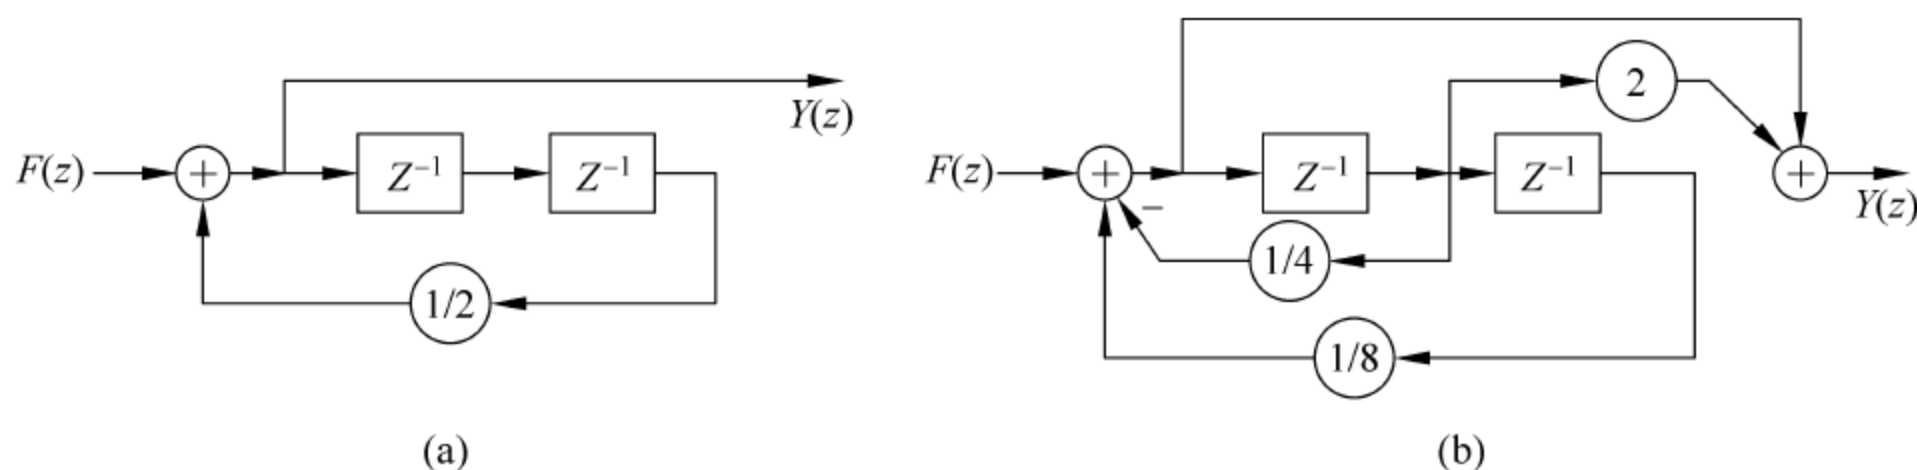 F(z)
+
Z⁻¹
Z⁻¹
Y(z)
1/2
(a)
F(z)
+
−
Z⁻¹
Z⁻¹
2
+
Y(z)
1/4
1/8
(b)